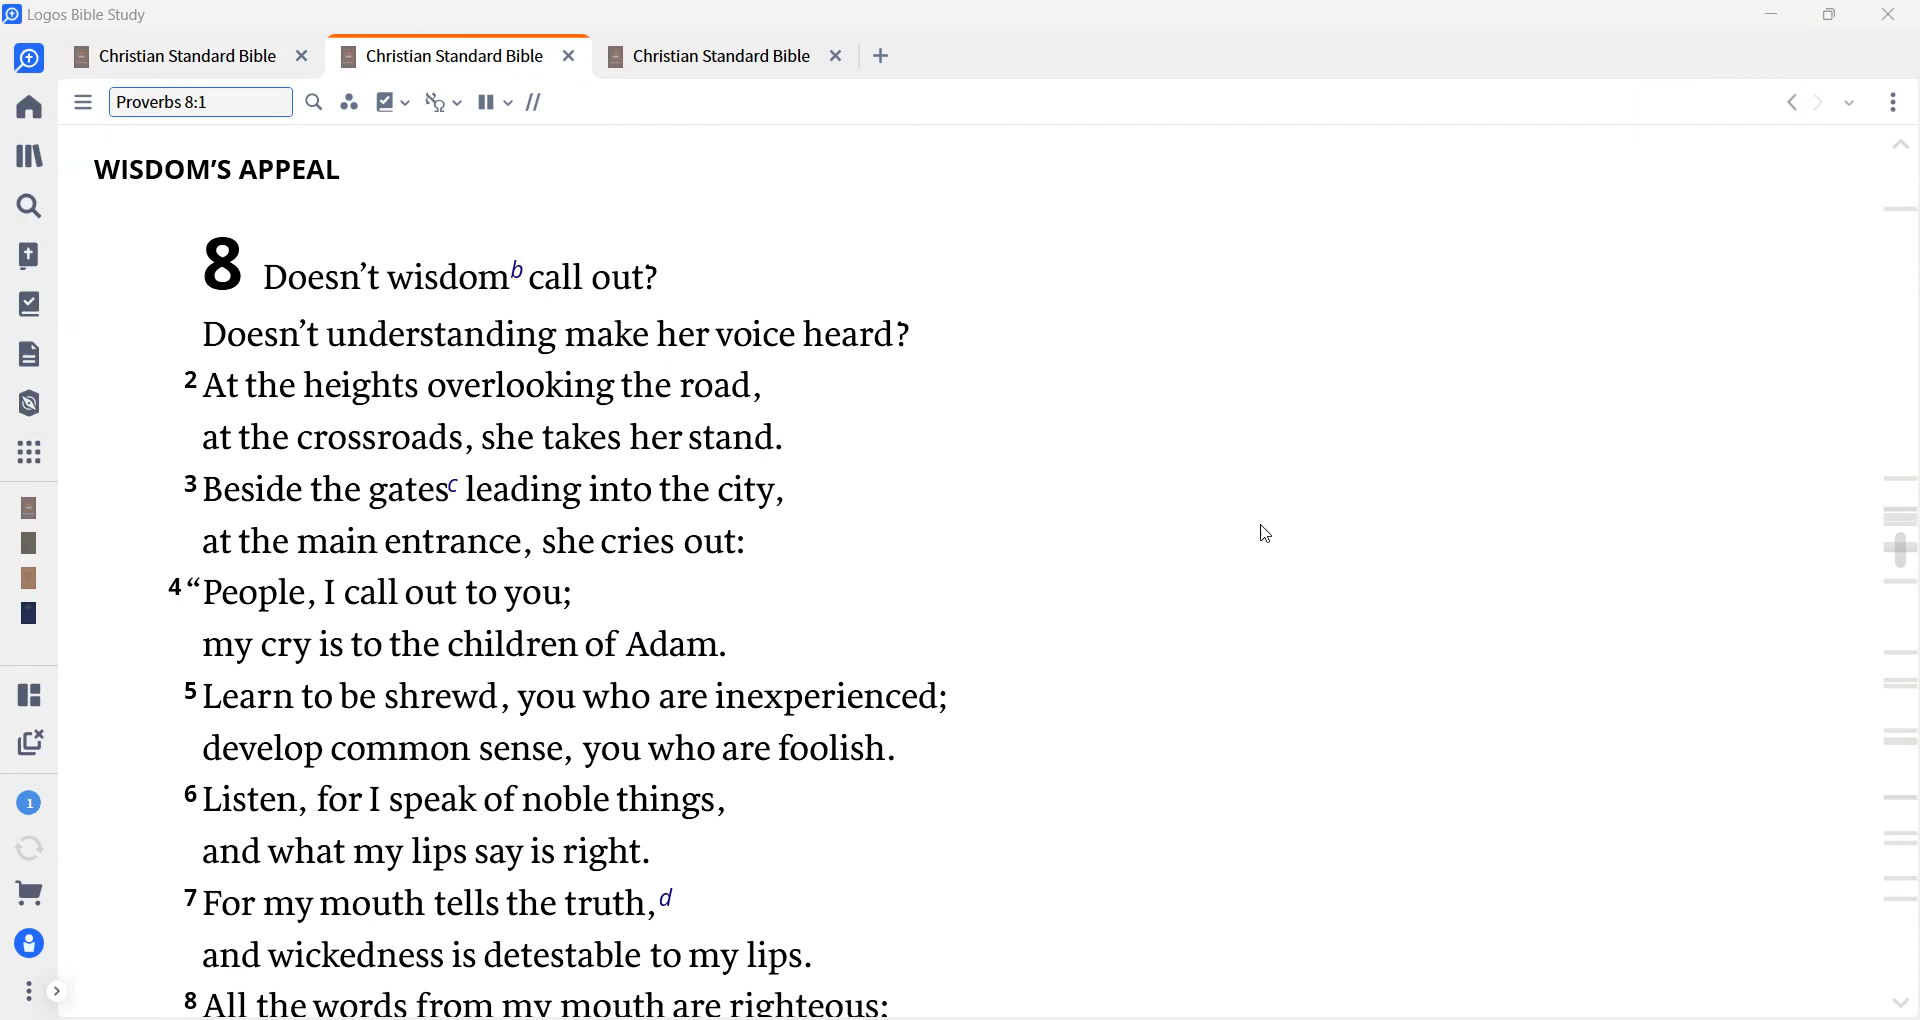 Logos Bible Study
Christian Standard Bible
Christian Standard Bible
Christian Standard Bible
Proverbs 8:1
WISDOM’S APPEAL
8 Doesn’t wisdomᵇ call out?
Doesn’t understanding make her voice heard?
2 At the heights overlooking the road,
at the crossroads, she takes her stand.
3 Beside the gatesᶜ leading into the city,
at the main entrance, she cries out:
4 “People, I call out to you;
my cry is to the children of Adam.
5 Learn to be shrewd, you who are inexperienced;
develop common sense, you who are foolish.
6 Listen, for I speak of noble things,
and what my lips say is right.
7 For my mouth tells the truth,ᵈ
and wickedness is detestable to my lips.
8 All the words from my mouth are righteous;
1